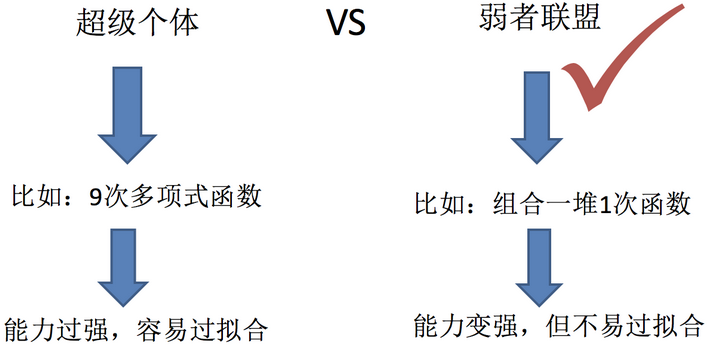 超级个体
VS
弱者联盟
比如：9次多项式函数
比如：组合一堆1次函数
能力过强，容易过拟合
能力变强，但不易过拟合